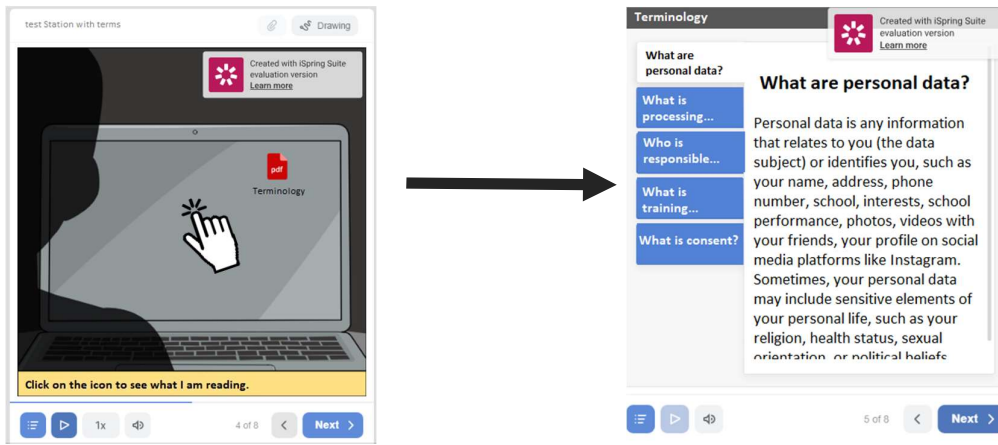 test Station with terms
Drawing
Created with iSpring Suite
evaluation version
Learn more
pdf
Terminology
Click on the icon to see what I am reading.
1x
4 of 8
Next
Terminology
Created with iSpring Suite
evaluation version
Learn more
What are
personal data?
What is
processing...
Who is
responsible...
What is
training...
What is consent?
What are personal data?
Personal data is any information
that relates to you (the data
subject) or identifies you, such as
your name, address, phone
number, school, interests, school
performance, photos, videos with
your friends, your profile on social
media platforms like Instagram.
Sometimes, your personal data
may include sensitive elements of
your personal life, such as your
religion, health status, sexual
orientation, or political beliefs
5 of 8
Next